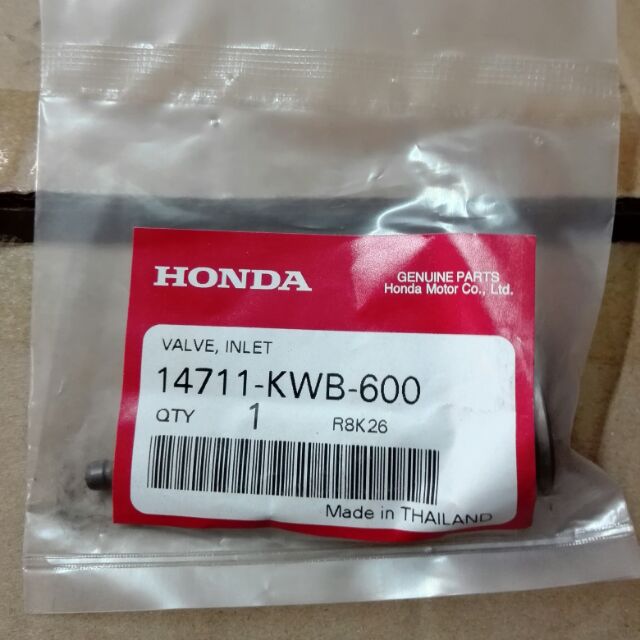 HONDA
GENUINE PARTS
Honda Motor Co., Ltd.
VALVE, INLET
14711-KWB-600
QTY 1 R8K26
Made in THAILAND